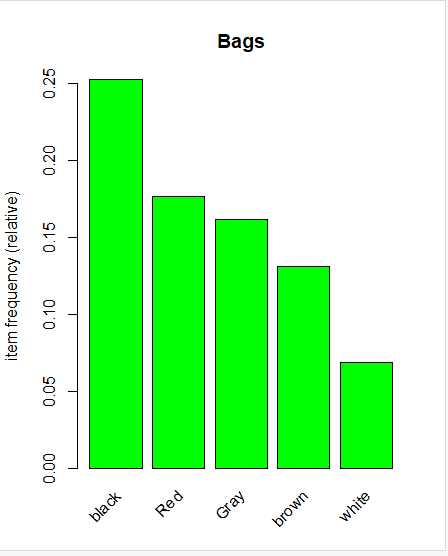 Bags
item frequency (relative)
0.25
0.20
0.15
0.10
0.05
0.00
black
Red
Gray
brown
white